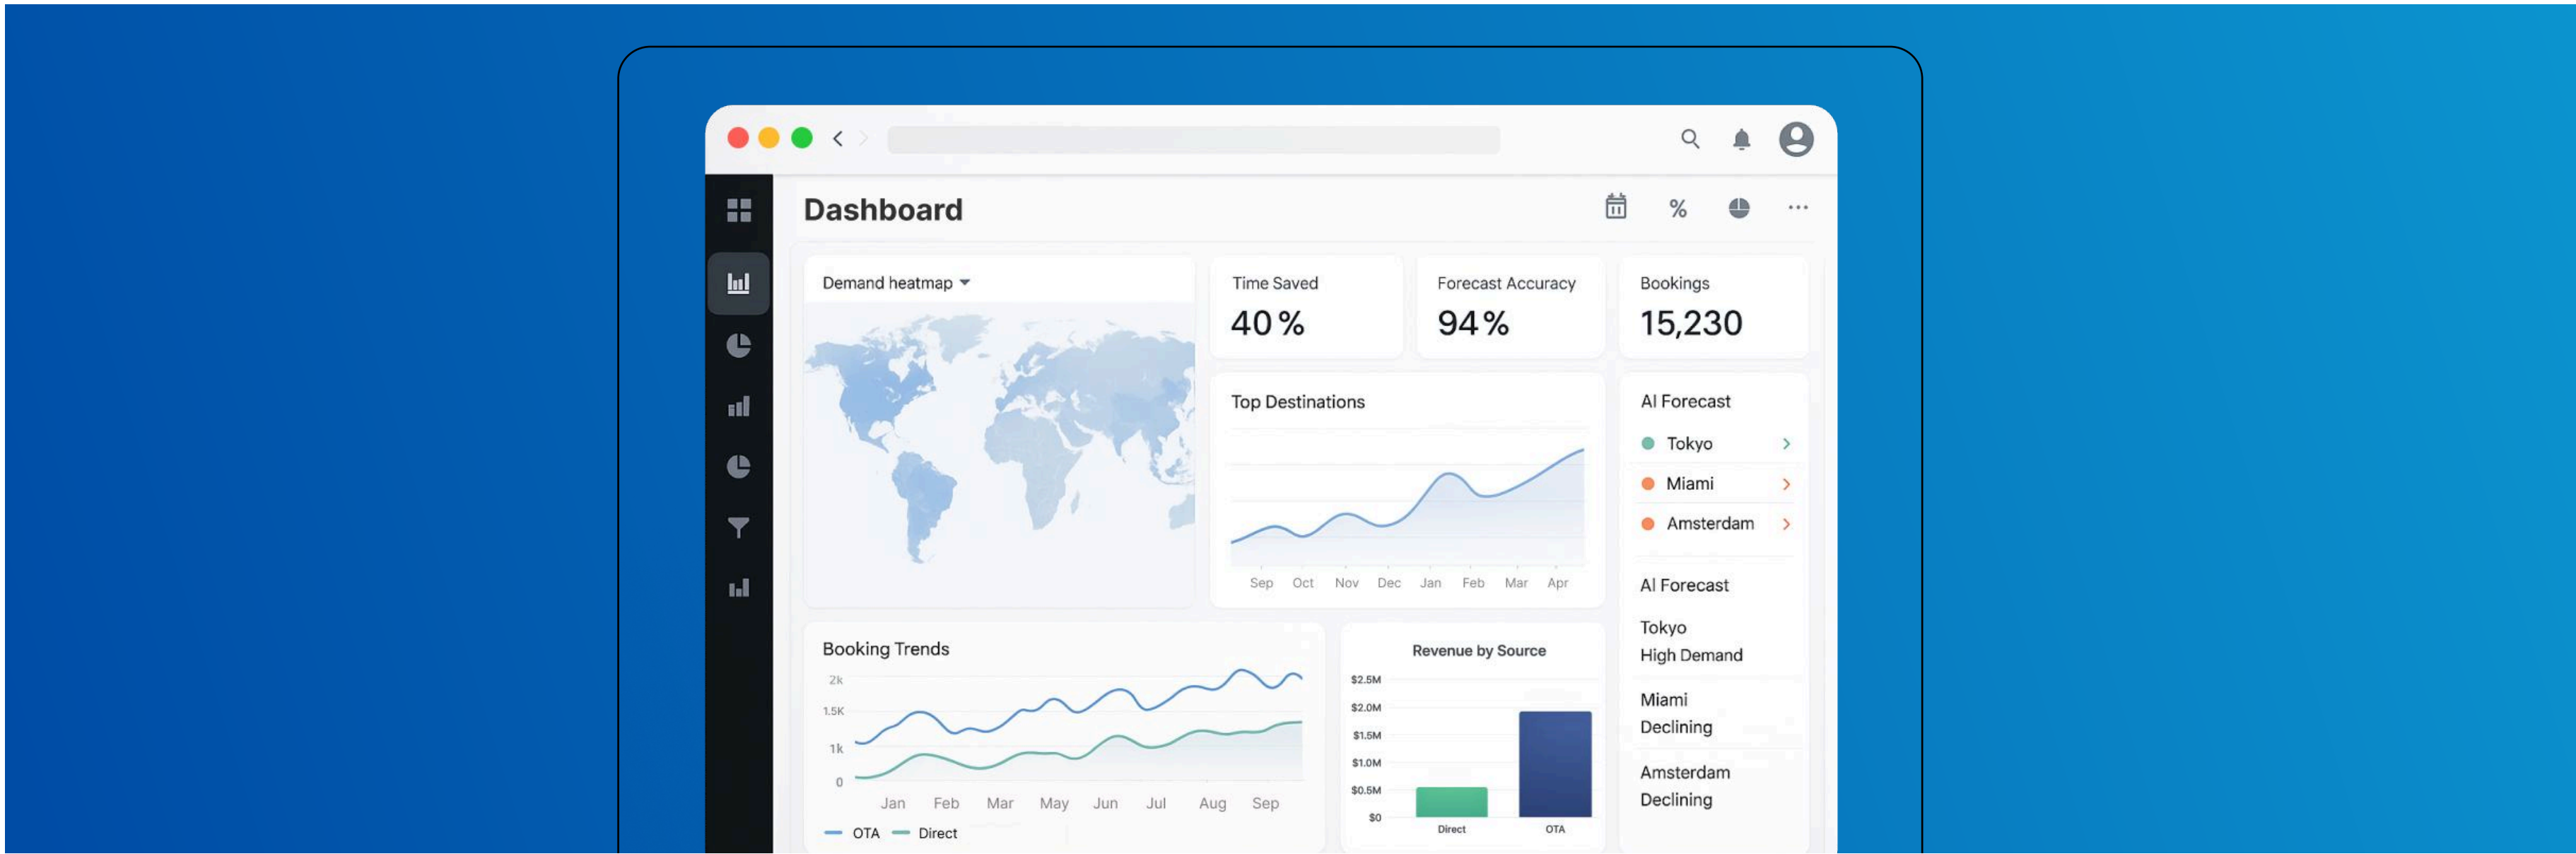 Dashboard
%
Demand heatmap
Time Saved
40%
Forecast Accuracy
94%
Bookings
15,230
Top Destinations
Sep Oct Nov Dec Jan Feb Mar Apr
AI Forecast
Tokyo
Miami
Amsterdam
AI Forecast
Tokyo
High Demand
Miami
Declining
Amsterdam
Declining
Booking Trends
2k
1.5K
1k
0
Jan Feb Mar May Jun Jul Aug Sep
OTA Direct
Revenue by Source
$2.5M
$2.0M
$1.5M
$1.0M
$0.5M
$0
Direct OTA